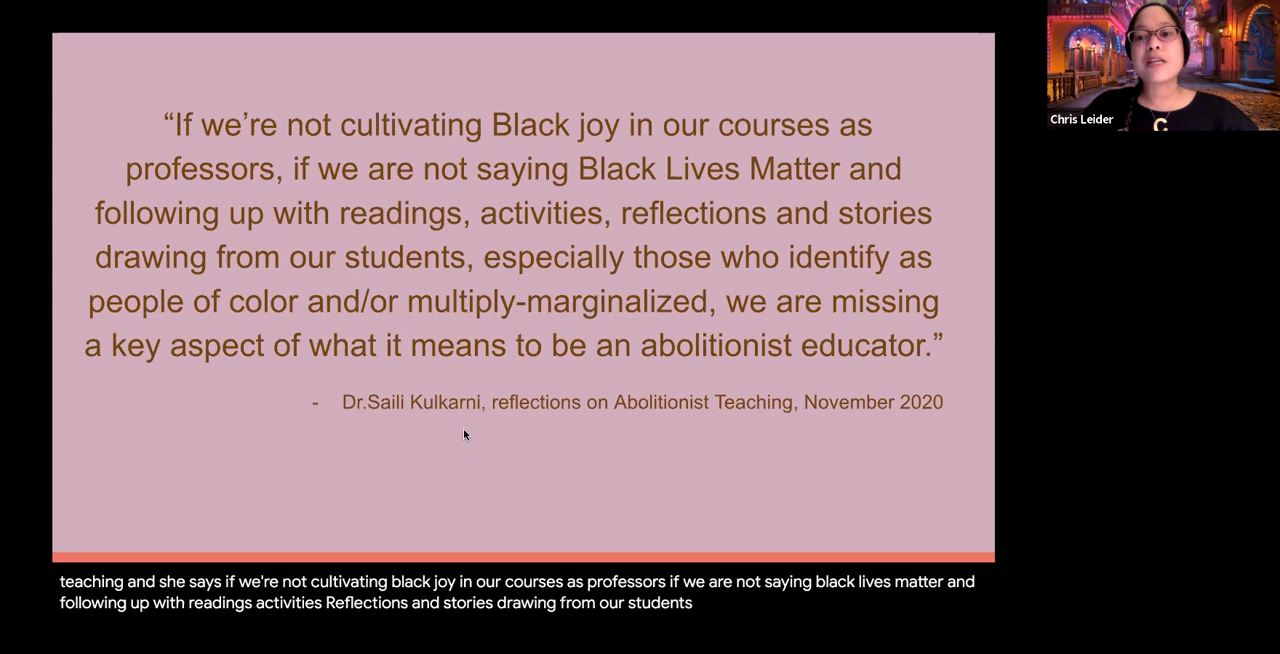 “If we’re not cultivating Black joy in our courses as
professors, if we are not saying Black Lives Matter and
following up with readings, activities, reflections and stories
drawing from our students, especially those who identify as
people of color and/or multiply-marginalized, we are missing
a key aspect of what it means to be an abolitionist educator.”
- Dr.Saili Kulkarni, reflections on Abolitionist Teaching, November 2020
Chris Leider
C
teaching and she says if we're not cultivating black joy in our courses as professors if we are not saying black lives matter and
following up with readings activities Reflections and stories drawing from our students